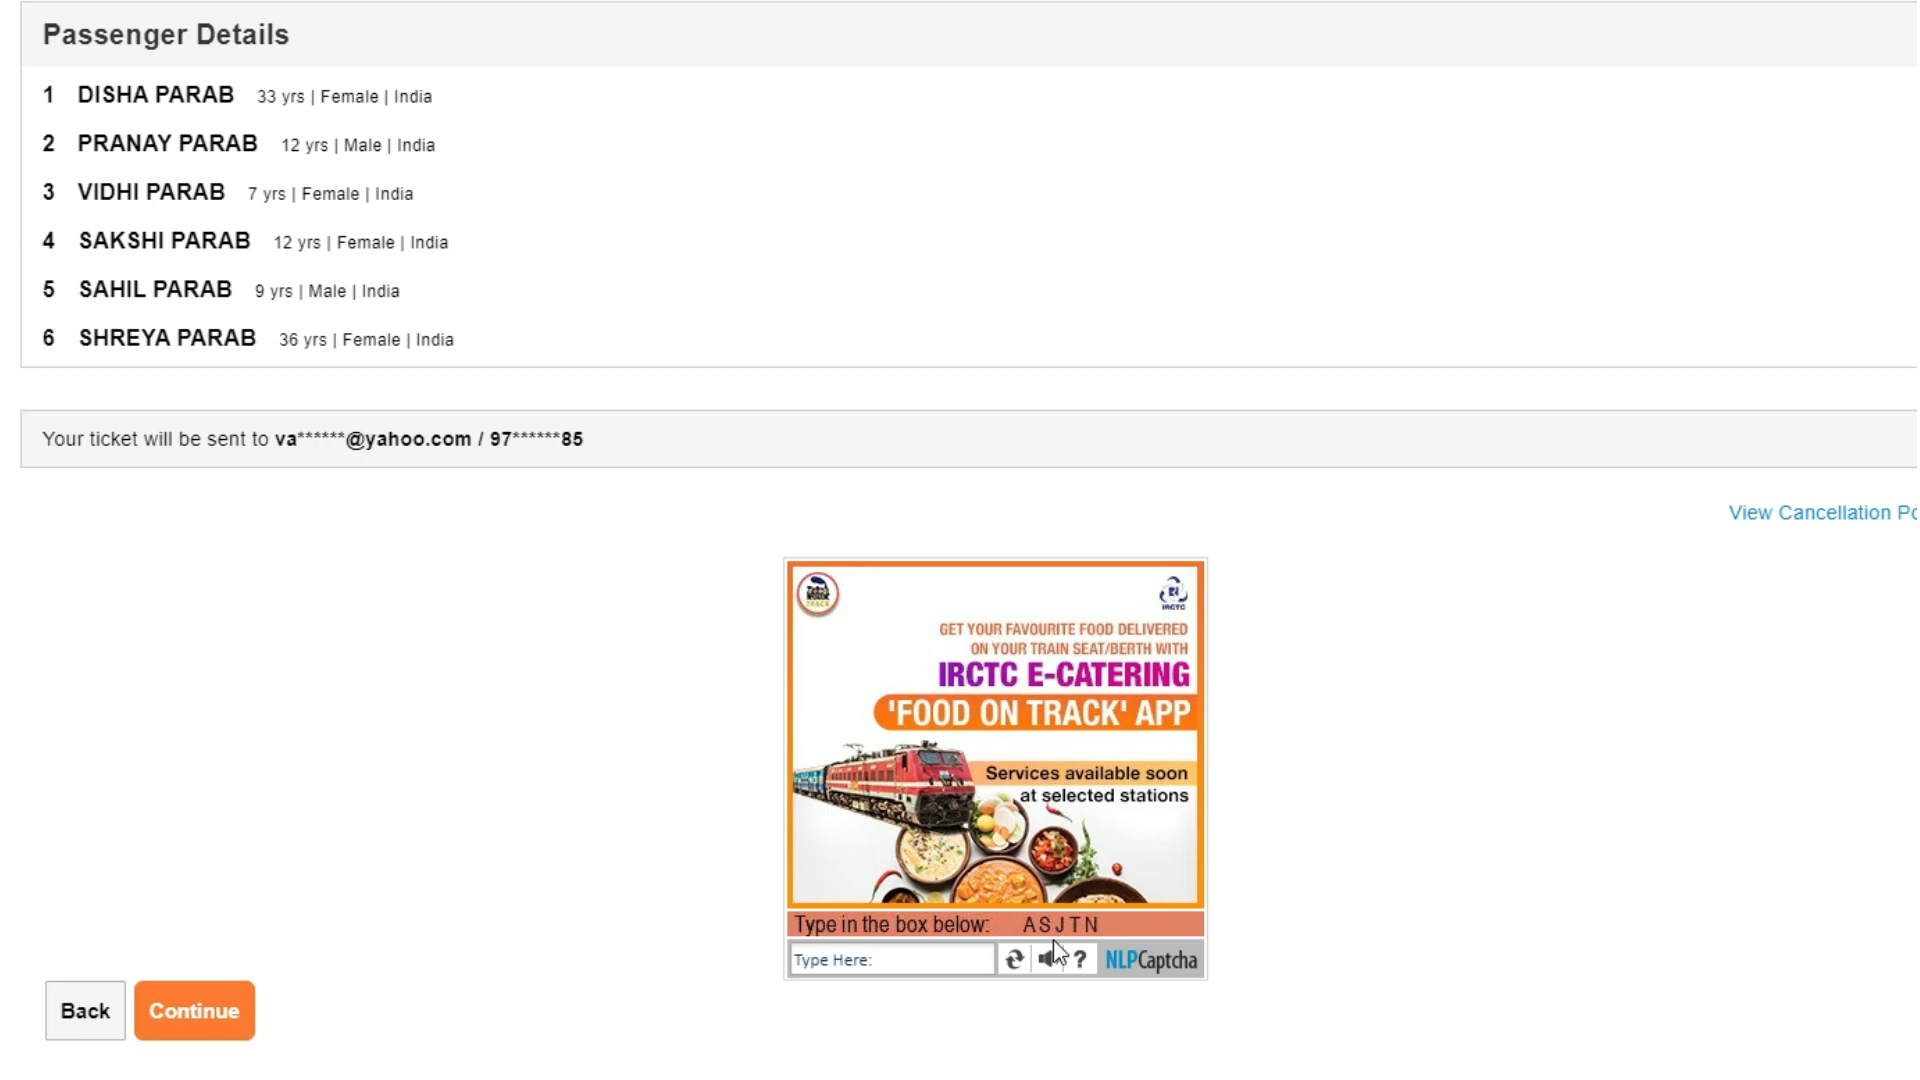 Passenger Details
1 DISHA PARAB 33 yrs | Female | India
2 PRANAY PARAB 12 yrs | Male | India
3 VIDHI PARAB 7 yrs | Female | India
4 SAKSHI PARAB 12 yrs | Female | India
5 SAHIL PARAB 9 yrs | Male | India
6 SHREYA PARAB 36 yrs | Female | India
Your ticket will be sent to va******@yahoo.com / 97******85
View Cancellation Po
TRACK
IRCTC
GET YOUR FAVOURITE FOOD DELIVERED
ON YOUR TRAIN SEAT/BERTH WITH
IRCTC E-CATERING
'FOOD ON TRACK' APP
Services available soon
at selected stations
Type in the box below: A S J T N
Type Here: ? NLPCaptcha
Back Continue